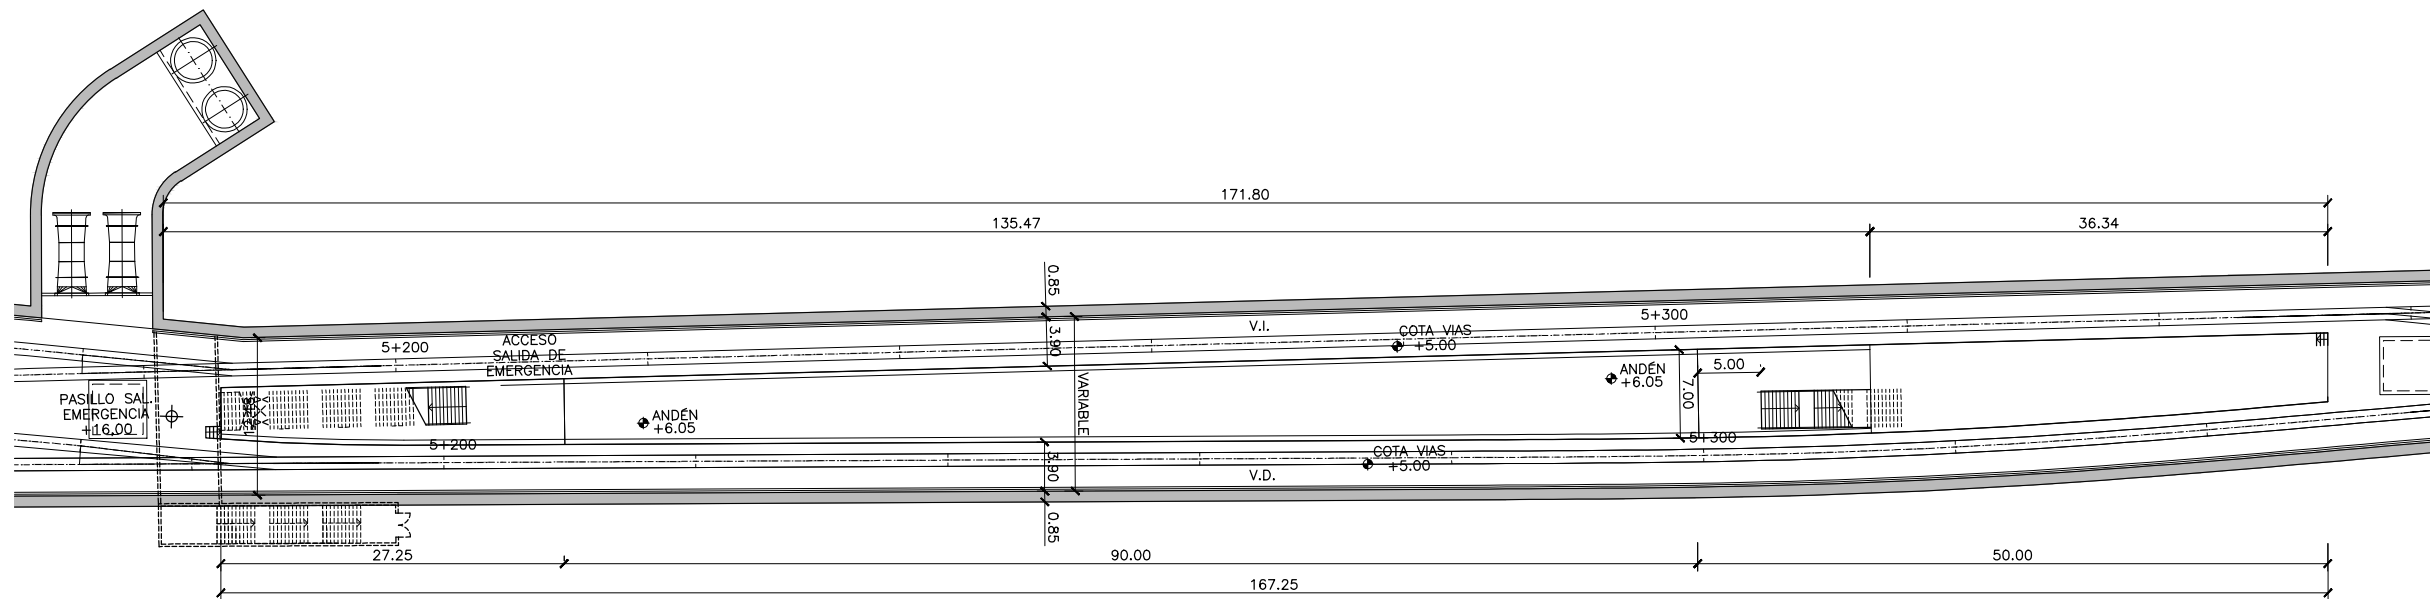 171.80
135.47
36.34
0.85
3.90
V.I.
5+300
COTA VIAS
+5.00
5+200
ACCESO
SALIDA DE
EMERGENCIA
VARIABLE
7.00
5.00
ANDÉN
+6.05
PASILLO SAL.
EMERGENCIA
+16.00
ANDÉN
+6.05
5+200
5+300
3.90
COTA VIAS
+5.00
V.D.
0.85
27.25
90.00
50.00
167.25